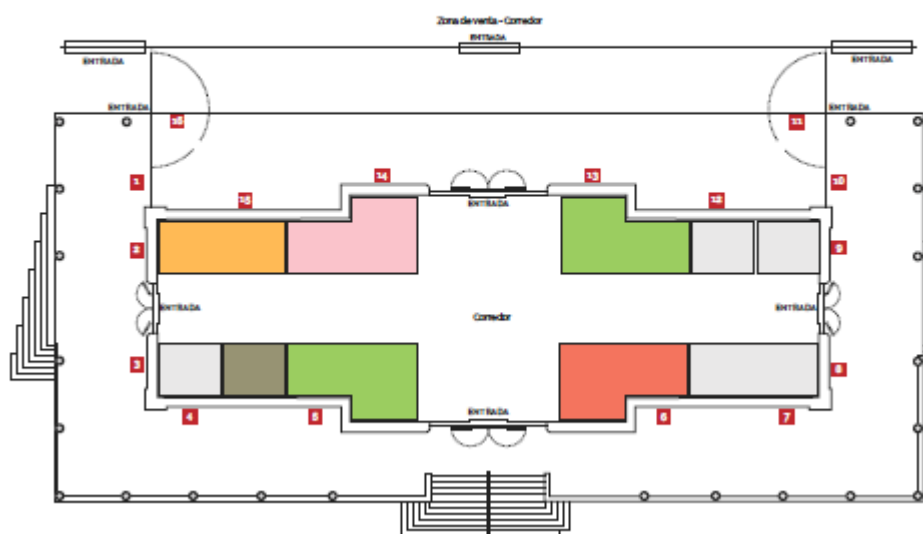 Zona de venta - Corredor
ENTRADA
ENTRADA
ENTRADA
ENTRADA
ENTRADA
16
11
1
14
13
10
15
12
ENTRADA
2
9
ENTRADA
ENTRADA
Corredor
3
8
4
5
ENTRADA
6
7